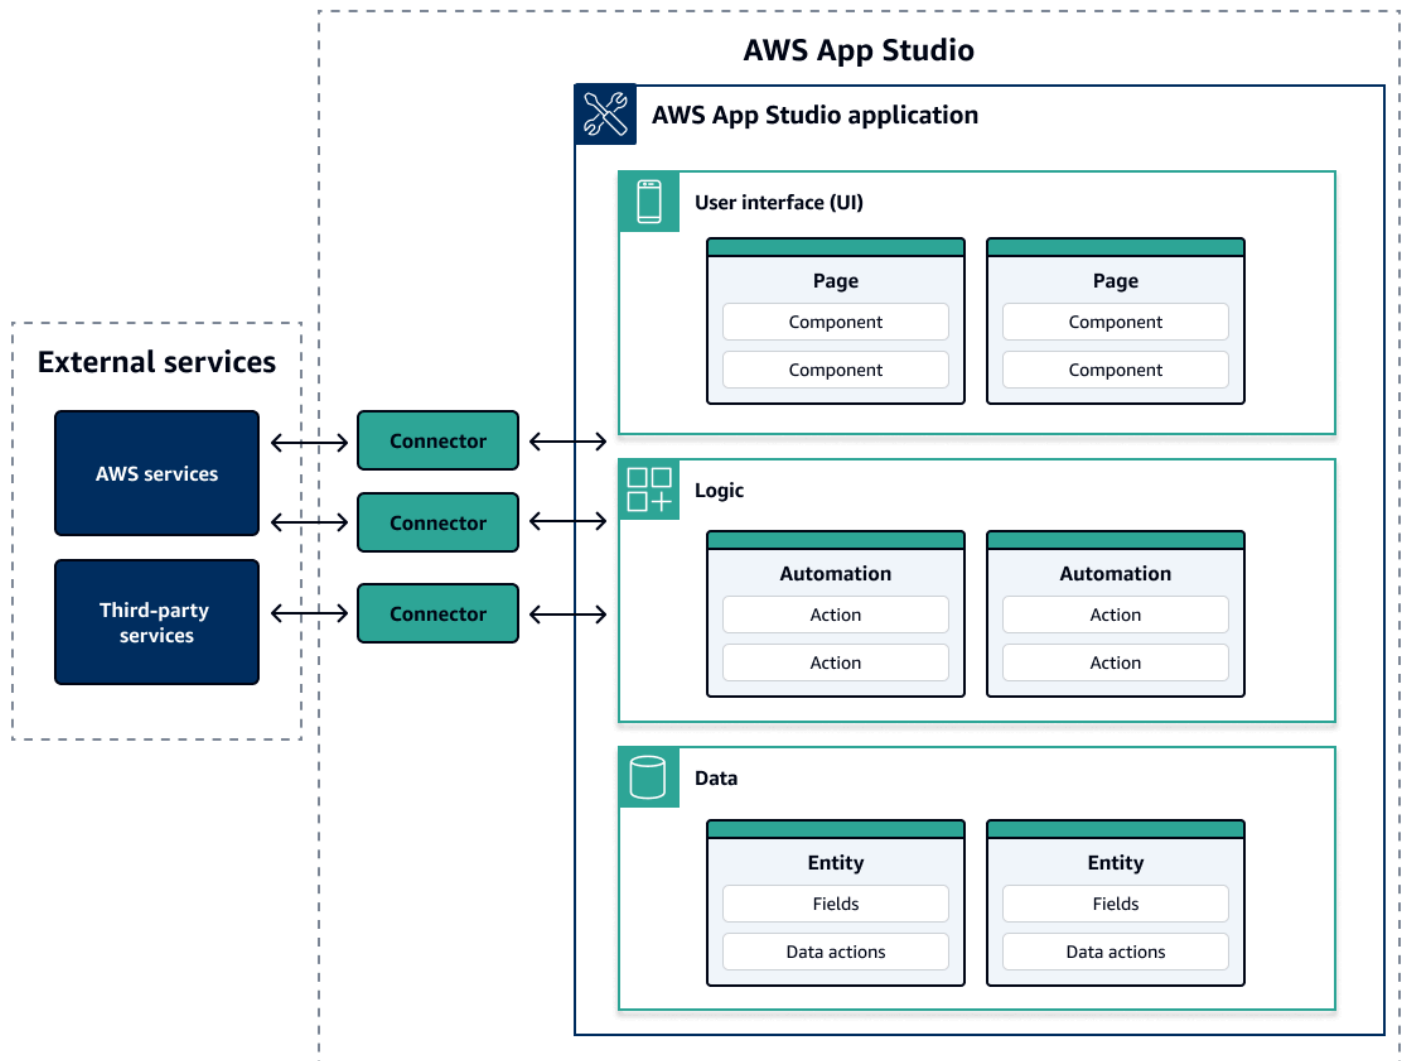 AWS App Studio
AWS App Studio application
User interface (UI)
Page
Component
Component
Page
Component
Component
External services
AWS services
Third-party
services
Connector
Connector
Connector
Logic
Automation
Action
Action
Automation
Action
Action
Data
Entity
Fields
Data actions
Entity
Fields
Data actions